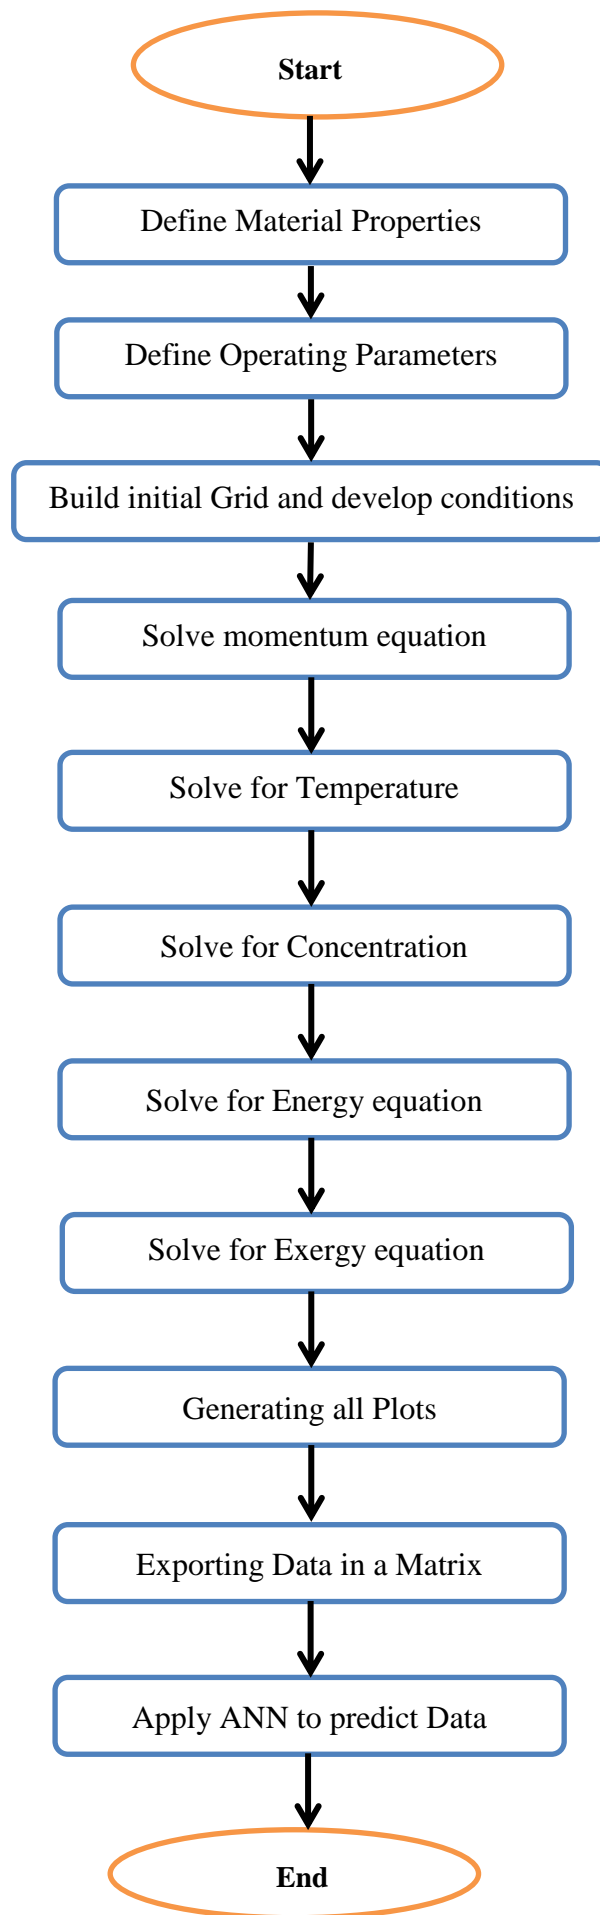 Start
Define Material Properties
Define Operating Parameters
Build initial Grid and develop conditions
Solve momentum equation
Solve for Temperature
Solve for Concentration
Solve for Energy equation
Solve for Exergy equation
Generating all Plots
Exporting Data in a Matrix
Apply ANN to predict Data
End